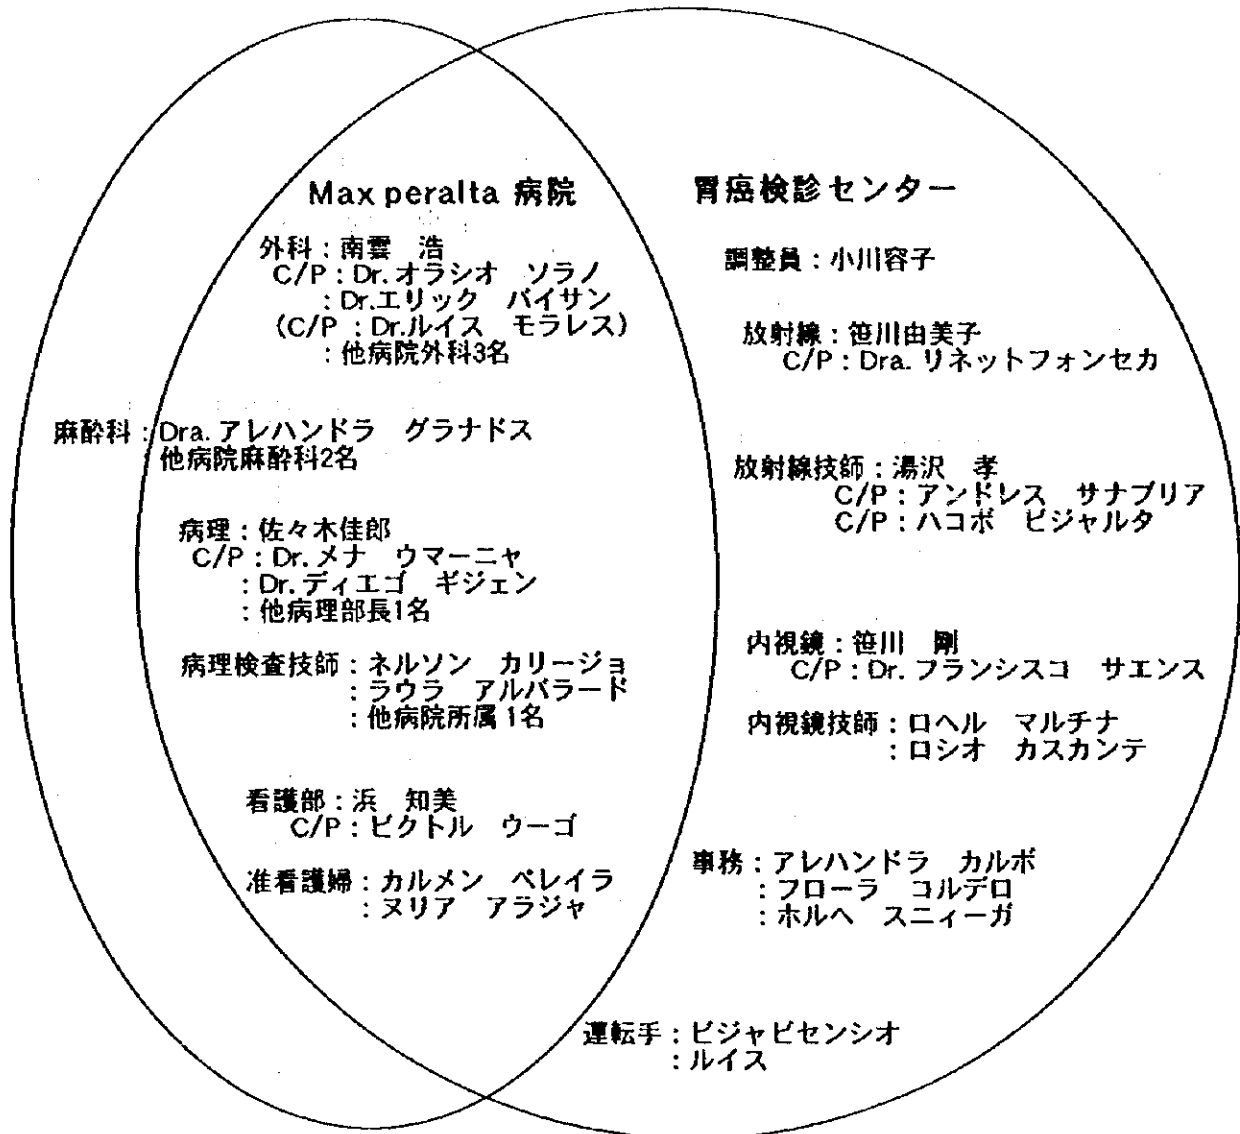 Max peralta 病院
外科：南雲　浩
C/P：Dr.オラシオ　ソラノ
：Dr.エリック　バイサン
(C/P：Dr.ルイス　モラレス)
：他病院外科3名
麻酔科：Dra.アレハンドラ　グラナドス
他病院麻酔科2名
病理：佐々木佳郎
C/P：Dr.メナ　ウマーニャ
：Dr.ディエゴ　ギジェン
：他病理部長1名
病理検査技師：ネルソン　カリージョ
：ラウラ　アルバラード
：他病院所属1名
看護部：浜　知美
C/P：ビクトル　ウーゴ
准看護婦：カルメン　ペレイラ
：ヌリア　アラジャ
胃癌検診センター
調整員：小川容子
放射線：笹川由美子
C/P：Dra.リネットフォンセカ
放射線技師：湯沢　孝
C/P：アンドレス　サナブリア
C/P：ハコボ　ビジャルタ
内視鏡：笹川　剛
C/P：Dr.フランシスコ　サエンス
内視鏡技師：ロヘル　マルチナ
：ロシオ　カスカンテ
事務：アレハンドラ　カルボ
：フローラ　コルデロ
：ホルヘ　スニィーガ
運転手：ビジャビセンシオ
：ルイス